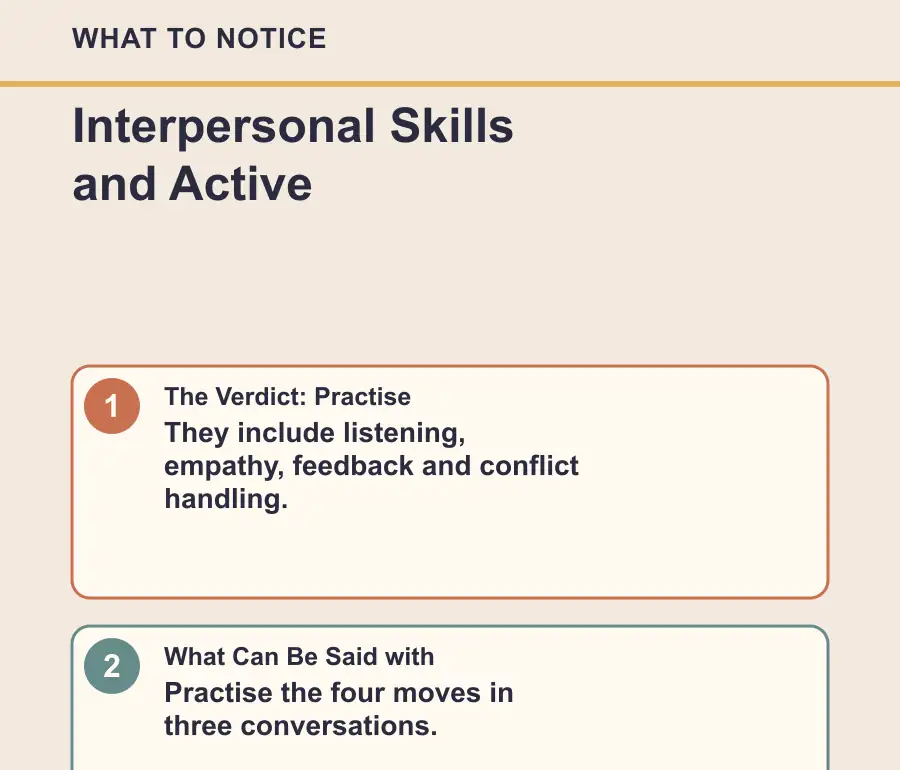 WHAT TO NOTICE
Interpersonal Skills
and Active
1
The Verdict: Practise
They include listening,
empathy, feedback and conflict
handling.
2
What Can Be Said with
Practise the four moves in
three conversations.